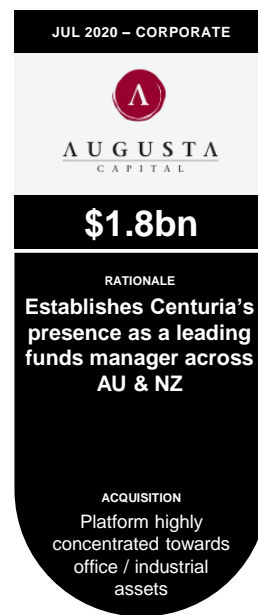 JUL 2020 – CORPORATE
Λ
ΛUGUSTΛ
CAPITAL
$1.8bn
RATIONALE
Establishes Centuria’s
presence as a leading
funds manager across
AU & NZ
ACQUISITION
Platform highly
concentrated towards
office / industrial
assets